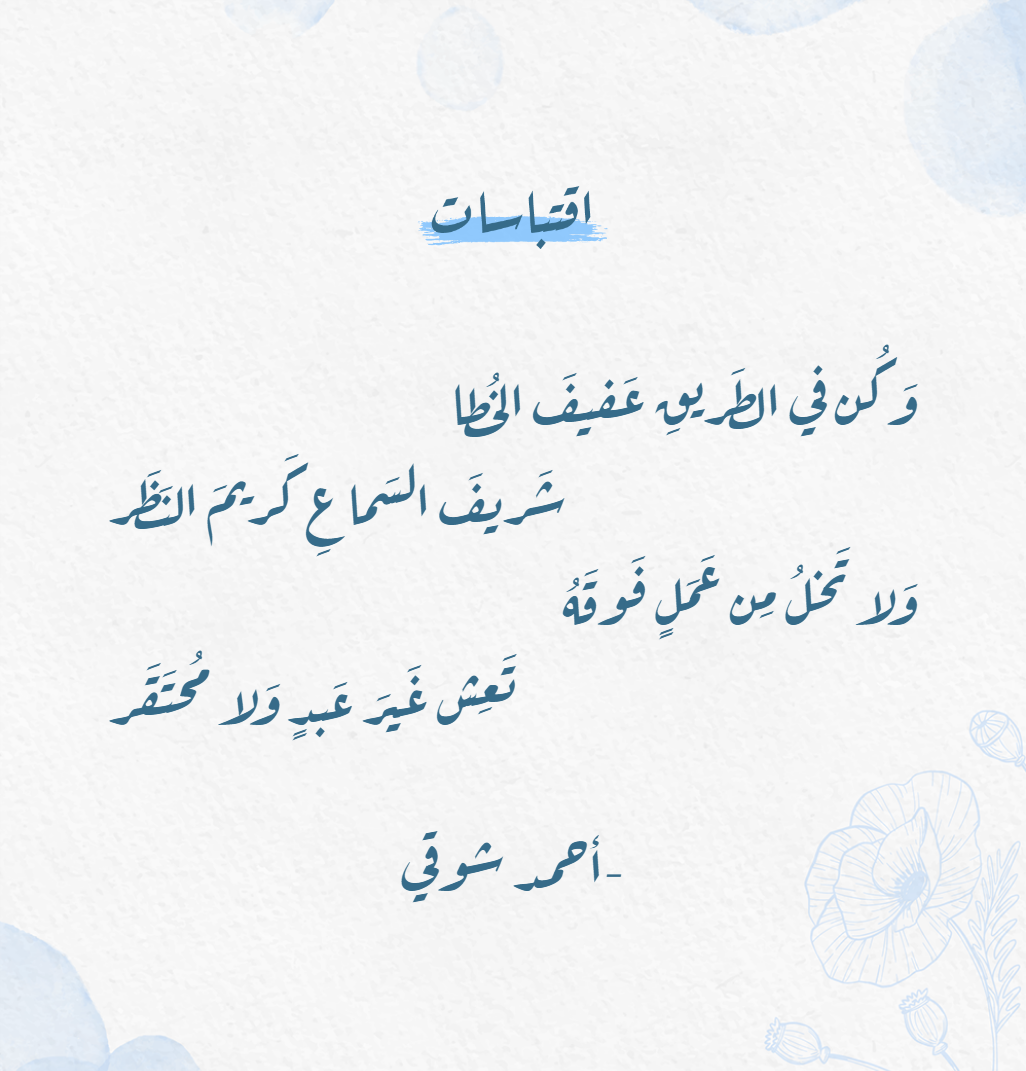 اقتباسات
وَكُن في الطَريقِ عَفيفَ الخُطا
شَريفَ السَماعِ كَريمَ النَظَر
وَلا تَخلُ مِن عَمَلٍ فَوقَهُ
تَعِش غَيرَ عَبدٍ وَلا مُحتَقَر
-أحمد شوقي